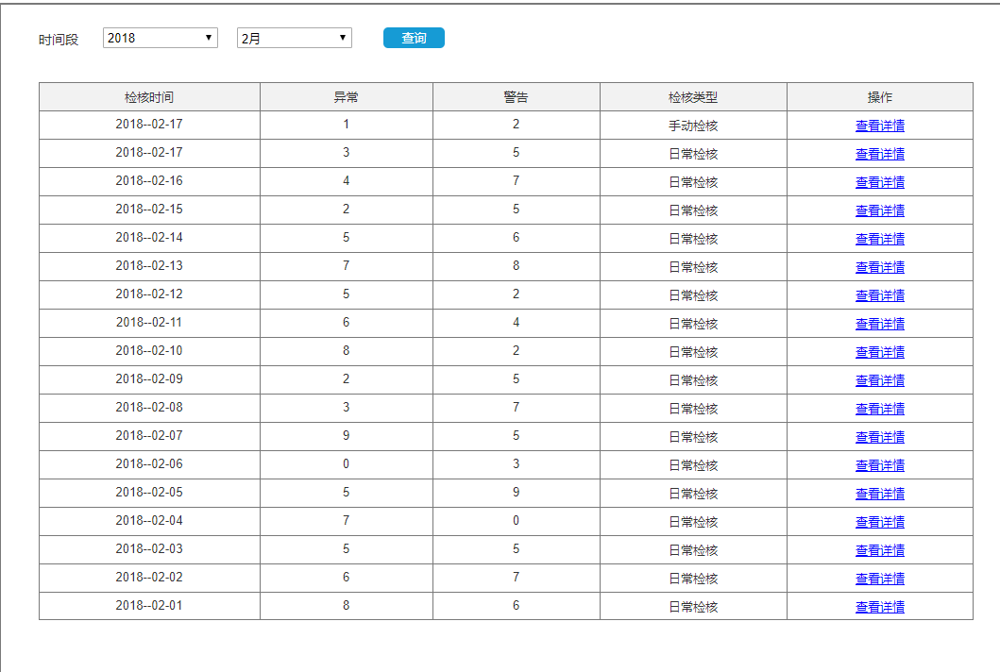 时间段 2018 2月 查询
检核时间 异常 警告 检核类型 操作
2018--02-17 1 2 手动检核 查看详情
2018--02-17 3 5 日常检核 查看详情
2018--02-16 4 7 日常检核 查看详情
2018--02-15 2 5 日常检核 查看详情
2018--02-14 5 6 日常检核 查看详情
2018--02-13 7 8 日常检核 查看详情
2018--02-12 5 2 日常检核 查看详情
2018--02-11 6 4 日常检核 查看详情
2018--02-10 8 2 日常检核 查看详情
2018--02-09 2 5 日常检核 查看详情
2018--02-08 3 7 日常检核 查看详情
2018--02-07 9 5 日常检核 查看详情
2018--02-06 0 3 日常检核 查看详情
2018--02-05 5 9 日常检核 查看详情
2018--02-04 7 0 日常检核 查看详情
2018--02-03 5 5 日常检核 查看详情
2018--02-02 6 7 日常检核 查看详情
2018--02-01 8 6 日常检核 查看详情